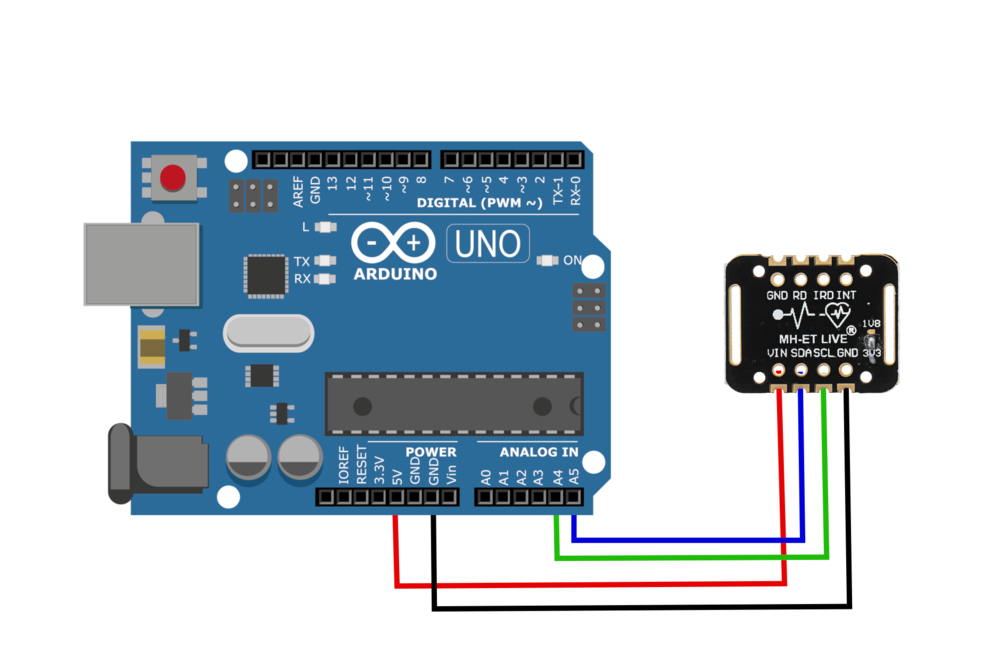 AREF
GND
13
12
~11
~10
~9
8
7
~6
~5
4
~3
2
TX-1
RX-0
DIGITAL (PWM ~)
L
TX
RX
- +
UNO
ARDUINO
ON
POWER
ANALOG IN
IOREF
RESET
3.3V
5V
GND
GND
Vin
A0
A1
A2
A3
A4
A5
GND RD IRD INT
®
1V8
MH-ET LIVE
VIN SDA SCL GND 3V3